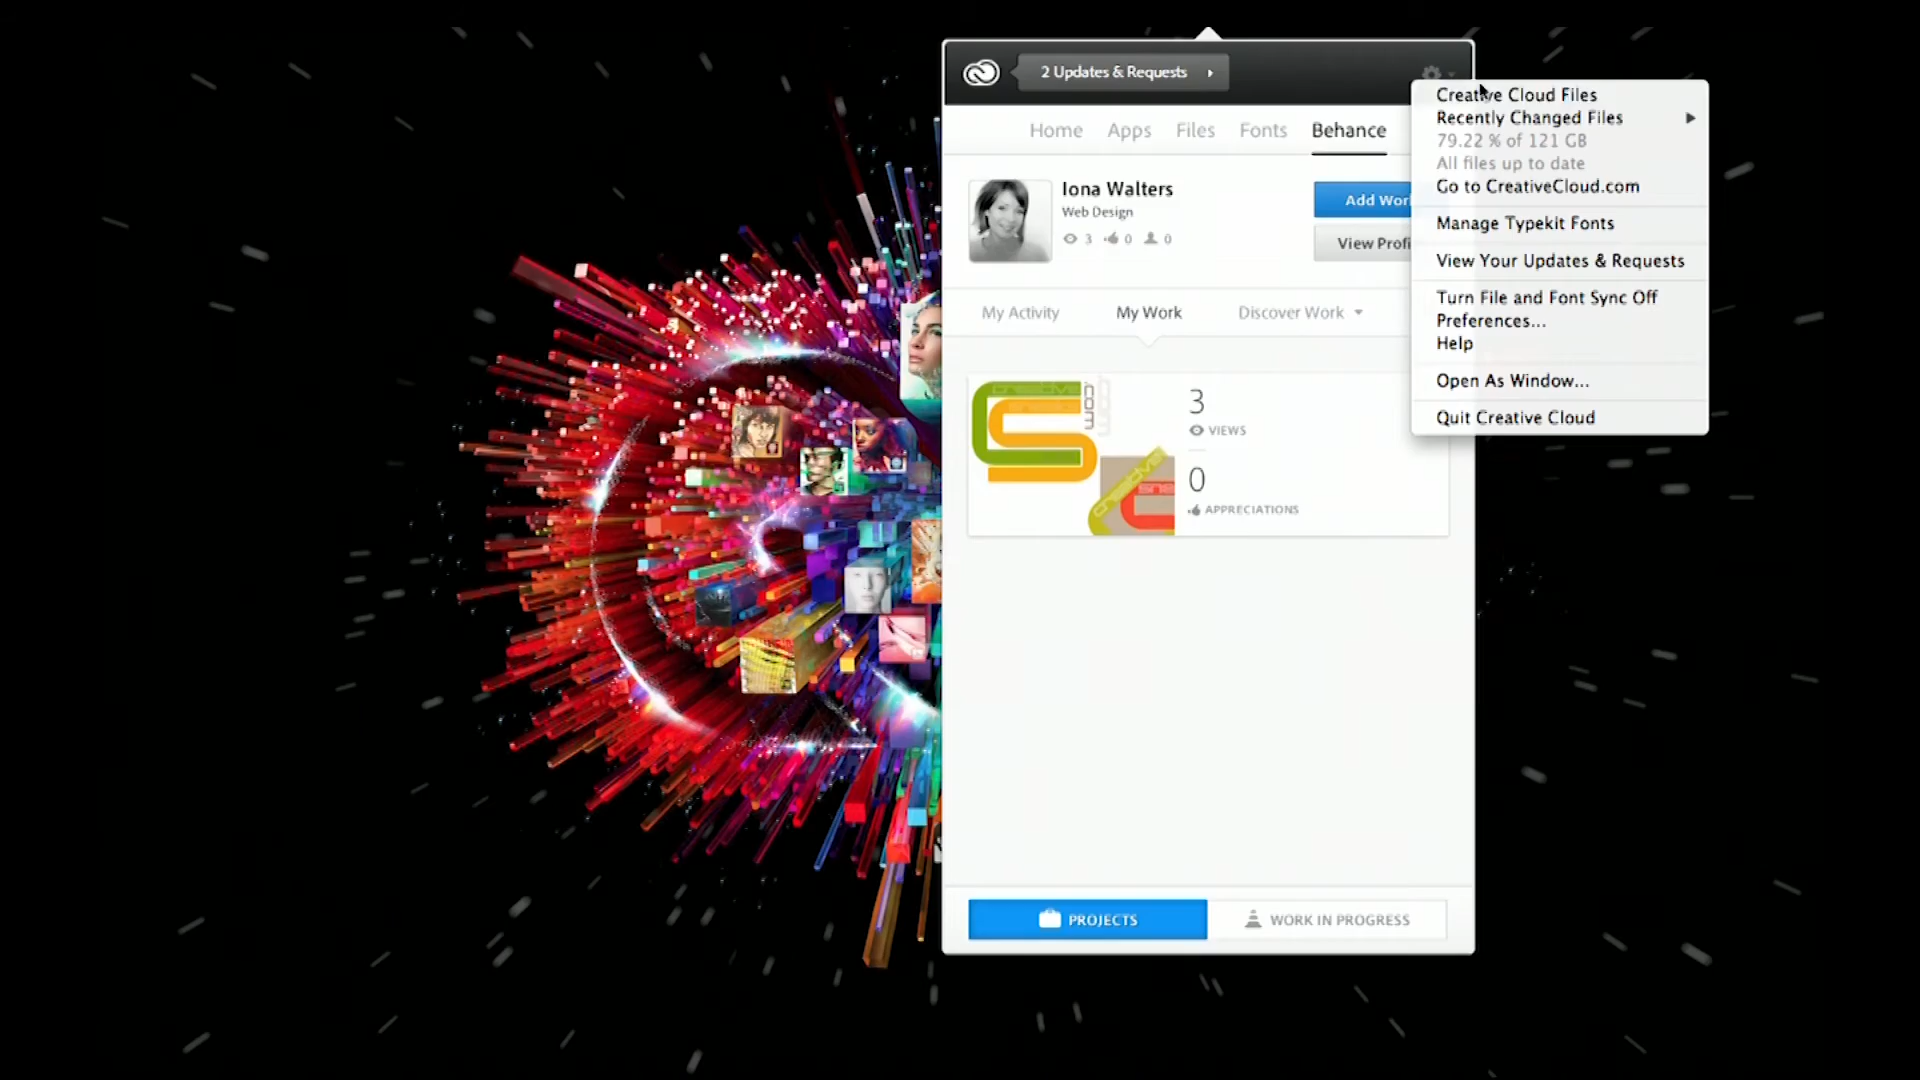 2 Updates & Requests
Home Apps Files Fonts Behance
Iona Walters
Web Design
3 0 0
Add Wor
View Profi
My Activity My Work Discover Work
.COM
3
VIEWS
0
APPRECIATIONS
PROJECTS WORK IN PROGRESS
Creative Cloud Files
Recently Changed Files
79.22 % of 121 GB
All files up to date
Go to CreativeCloud.com
Manage Typekit Fonts
View Your Updates & Requests
Turn File and Font Sync Off
Preferences...
Help
Open As Window...
Quit Creative Cloud